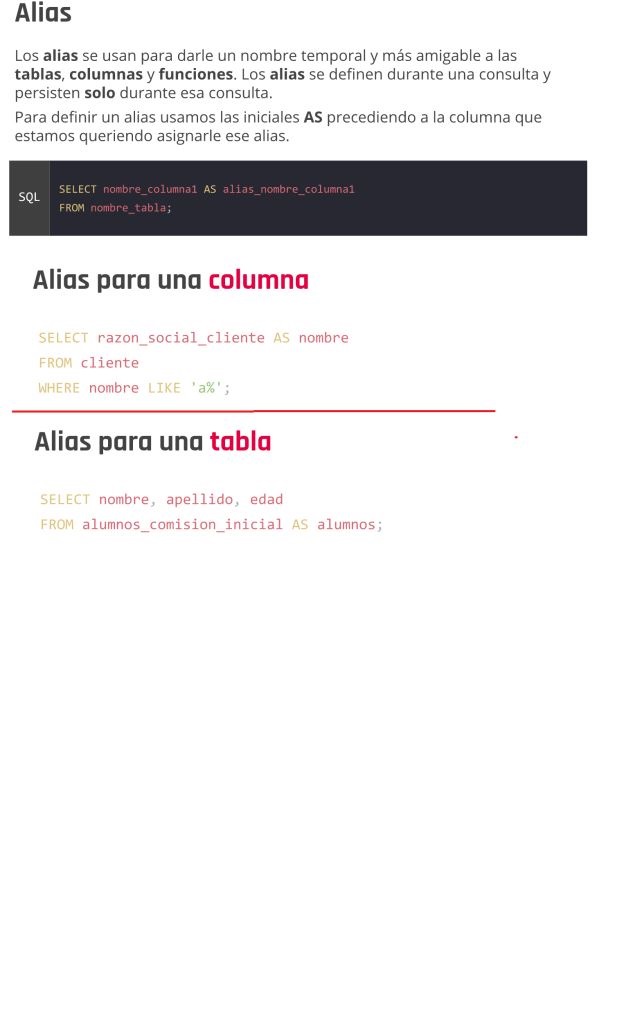 Alias
Los alias se usan para darle un nombre temporal y más amigable a las
tablas, columnas y funciones. Los alias se definen durante una consulta y
persisten solo durante esa consulta.
Para definir un alias usamos las iniciales AS precediendo a la columna que
estamos queriendo asignarle ese alias.
SQL
SELECT nombre_columna1 AS alias_nombre_columna1
FROM nombre_tabla;
Alias para una columna
SELECT razon_social_cliente AS nombre
FROM cliente
WHERE nombre LIKE 'a%';
Alias para una tabla
SELECT nombre, apellido, edad
FROM alumnos_comision_inicial AS alumnos;